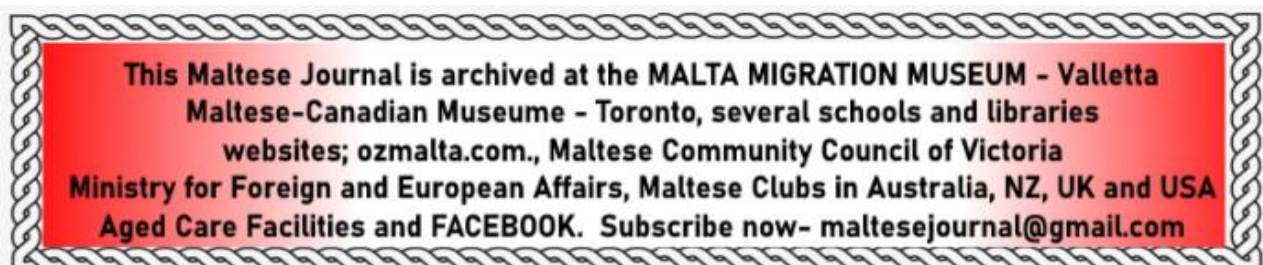 This Maltese Journal is archived at the MALTA MIGRATION MUSEUM - Valletta
Maltese-Canadian Museume - Toronto, several schools and libraries
websites; ozmalta.com., Maltese Community Council of Victoria
Ministry for Foreign and European Affairs, Maltese Clubs in Australia, NZ, UK and USA
Aged Care Facilities and FACEBOOK. Subscribe now- maltesejournal@gmail.com